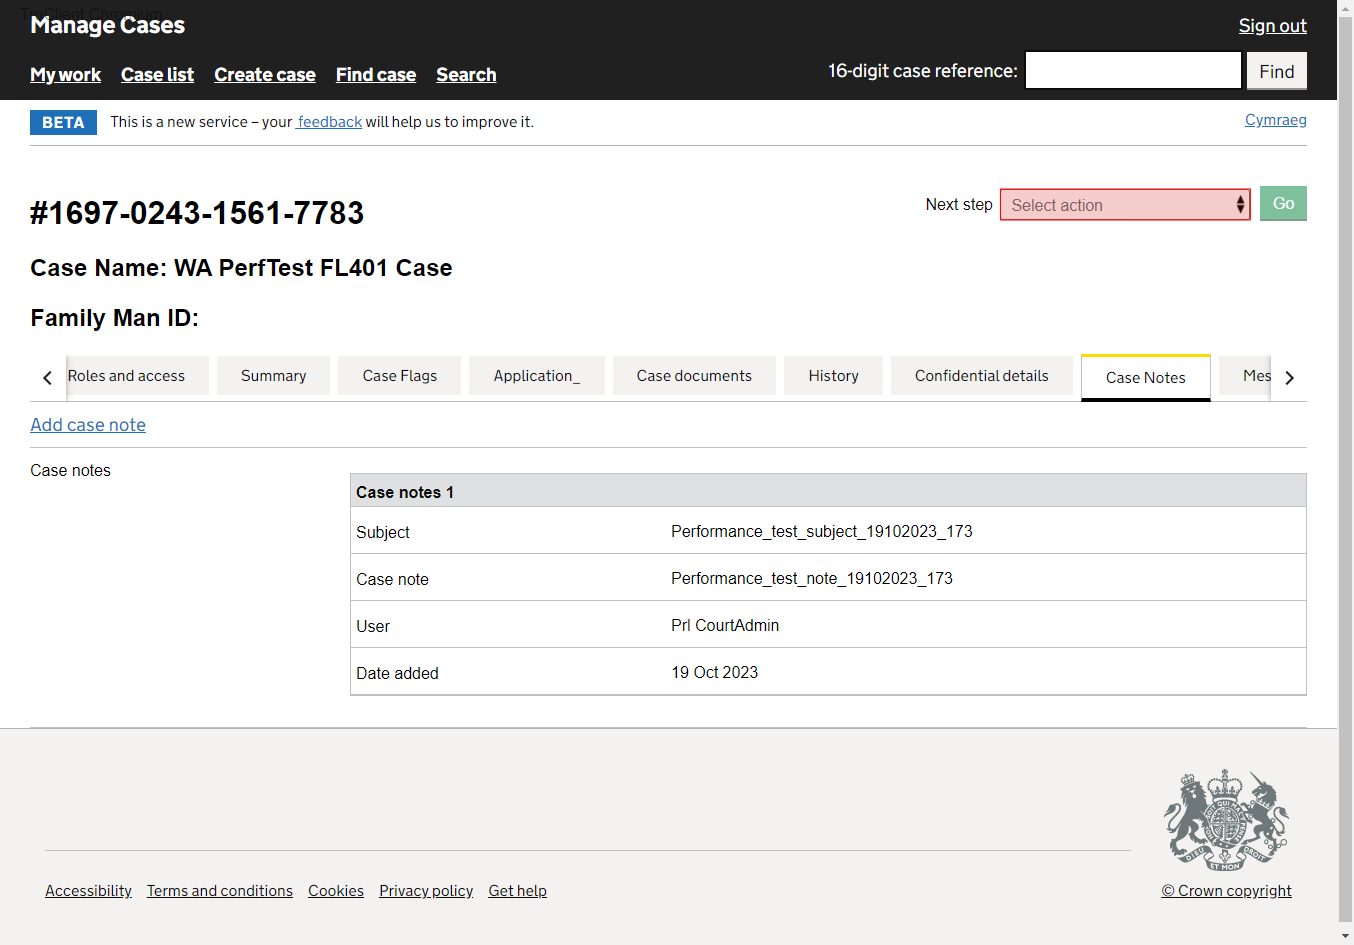 TruClient Chromium
Manage Cases
Sign out
My work Case list Create case Find case Search
16-digit case reference: Find
BETA This is a new service – your feedback will help us to improve it.
Cymraeg
#1697-0243-1561-7783
Next step Select action Go
Case Name: WA PerfTest FL401 Case
Family Man ID:
Roles and access Summary Case Flags Application_ Case documents History Confidential details Case Notes Mes
Add case note
Case notes
Case notes 1
Subject Performance_test_subject_19102023_173
Case note Performance_test_note_19102023_173
User Prl CourtAdmin
Date added 19 Oct 2023
DIEU ET MON DROIT
Accessibility Terms and conditions Cookies Privacy policy Get help
© Crown copyright